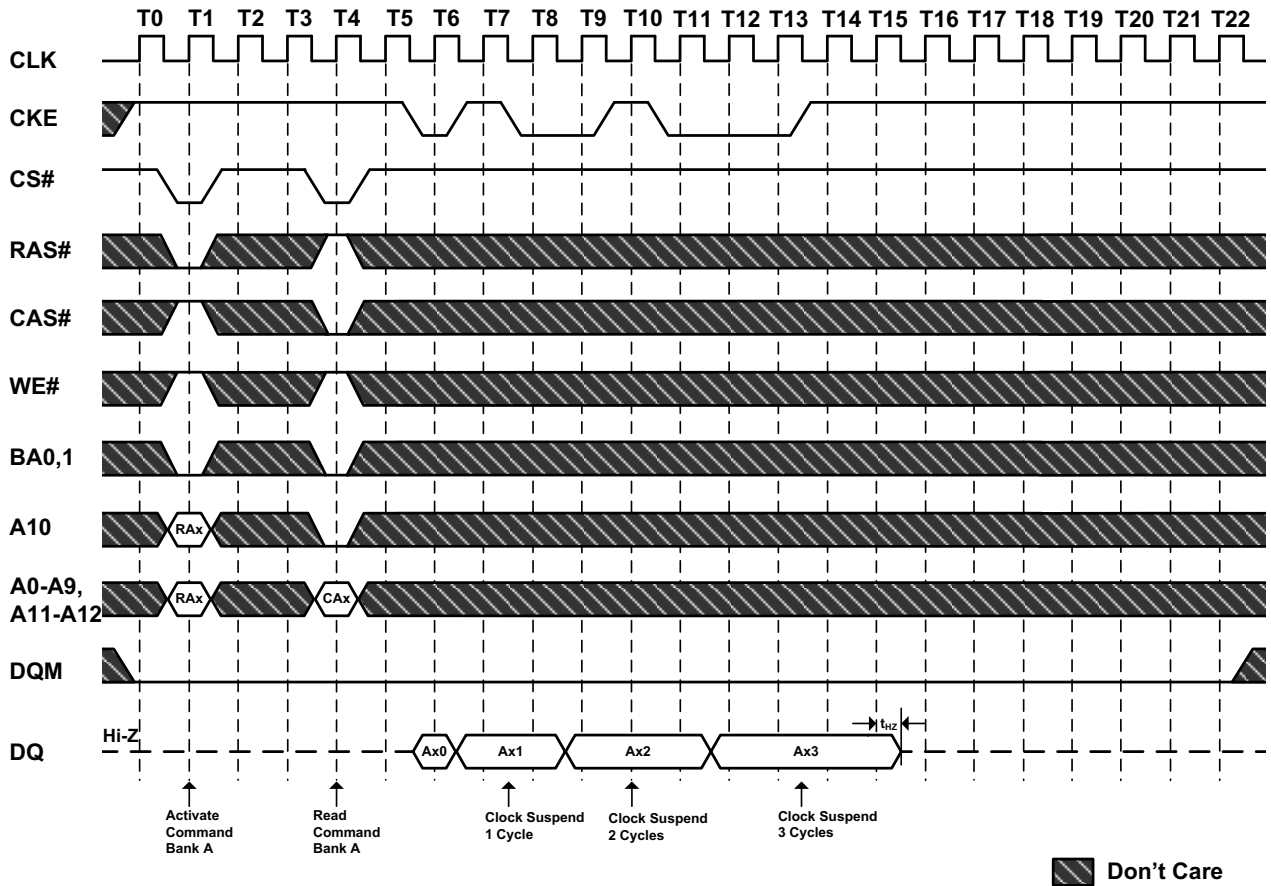 T0 T1 T2 T3 T4 T5 T6 T7 T8 T9 T10 T11 T12 T13 T14 T15 T16 T17 T18 T19 T20 T21 T22
CLK
CKE
CS#
RAS#
CAS#
WE#
BA0,1
A10 RAx
A0-A9,
A11-A12 RAx CAx
DQM
tHZ
Hi-Z
DQ Ax0 Ax1 Ax2 Ax3
Activate
Command
Bank A
Read
Command
Bank A
Clock Suspend
1 Cycle
Clock Suspend
2 Cycles
Clock Suspend
3 Cycles
Don't Care